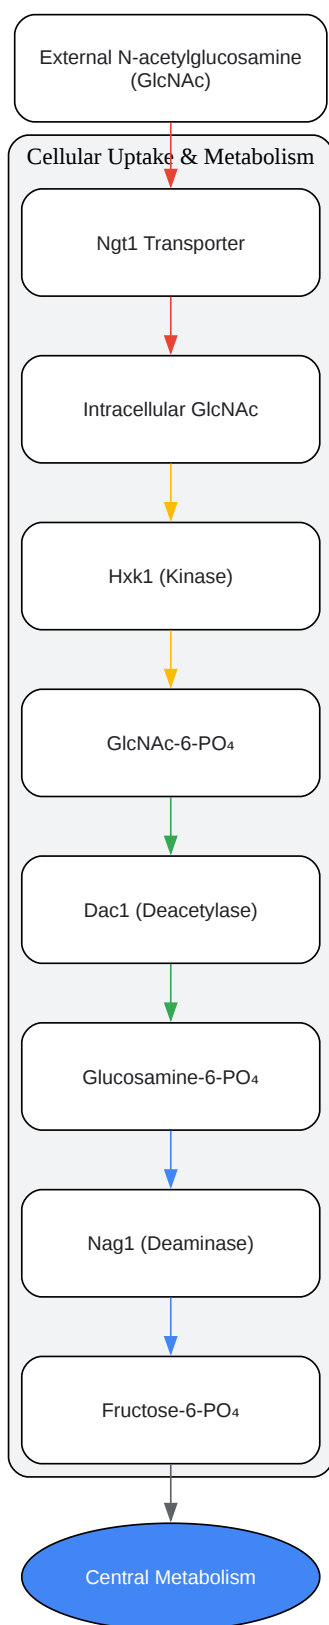 External N-acetylglucosamine
(GlcNAc)
Cellular Uptake & Metabolism
Ngt1 Transporter
Intracellular GlcNAc
Hxk1 (Kinase)
GlcNAc-6-PO₄
Dac1 (Deacetylase)
Glucosamine-6-PO₄
Nag1 (Deaminase)
Fructose-6-PO₄
Central Metabolism